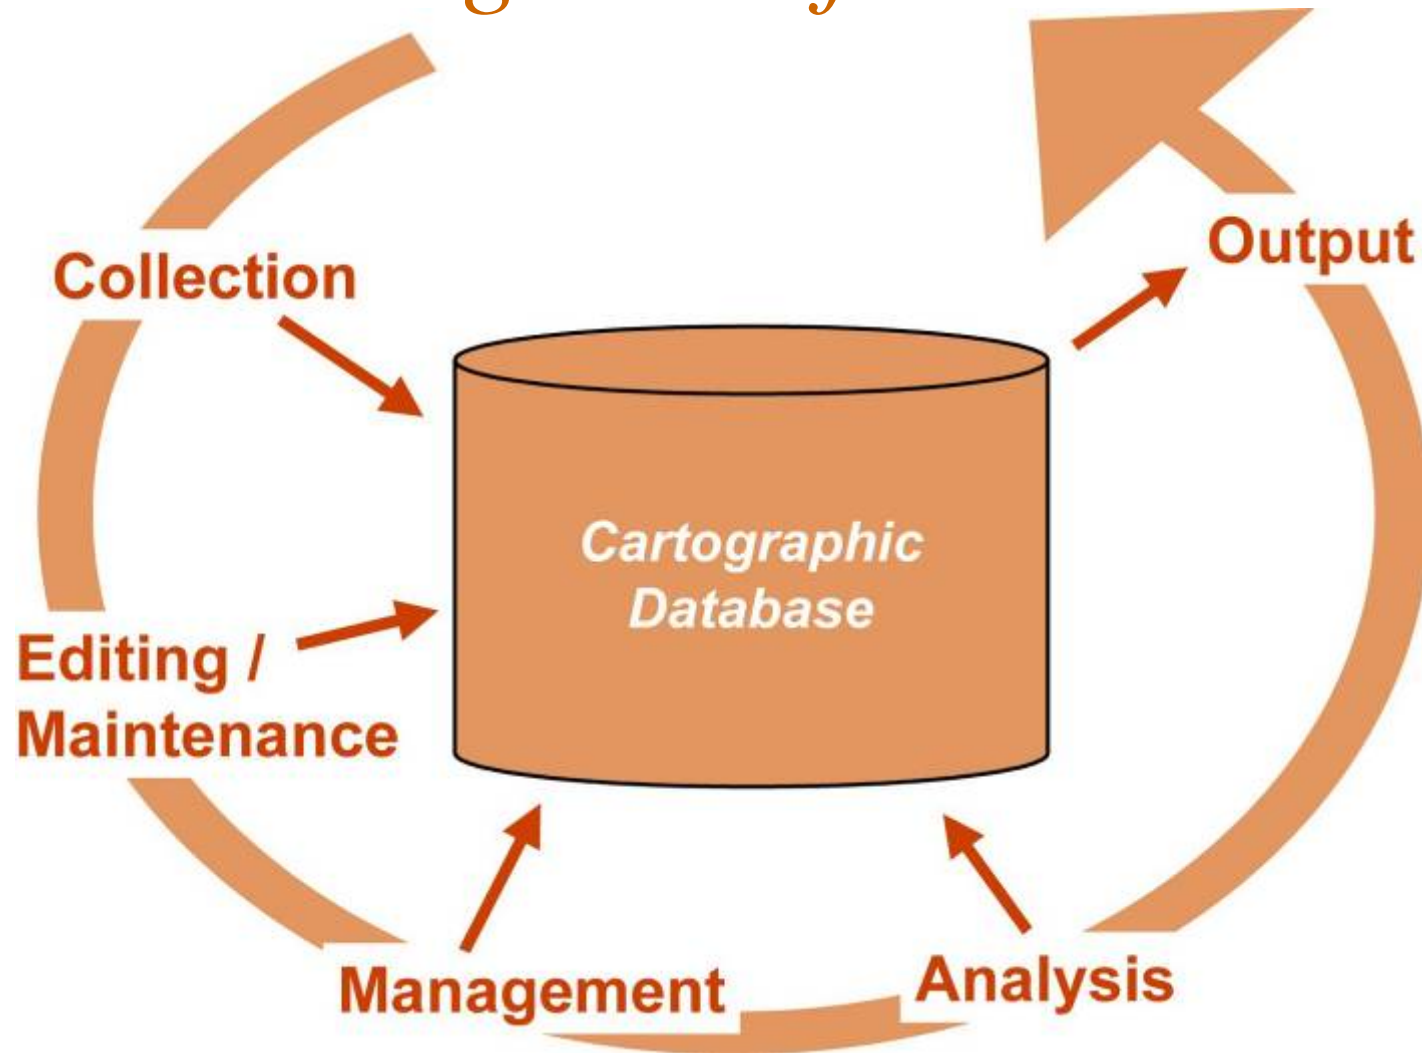 Collection
Output
Cartographic
Database
Editing /
Maintenance
Management
Analysis